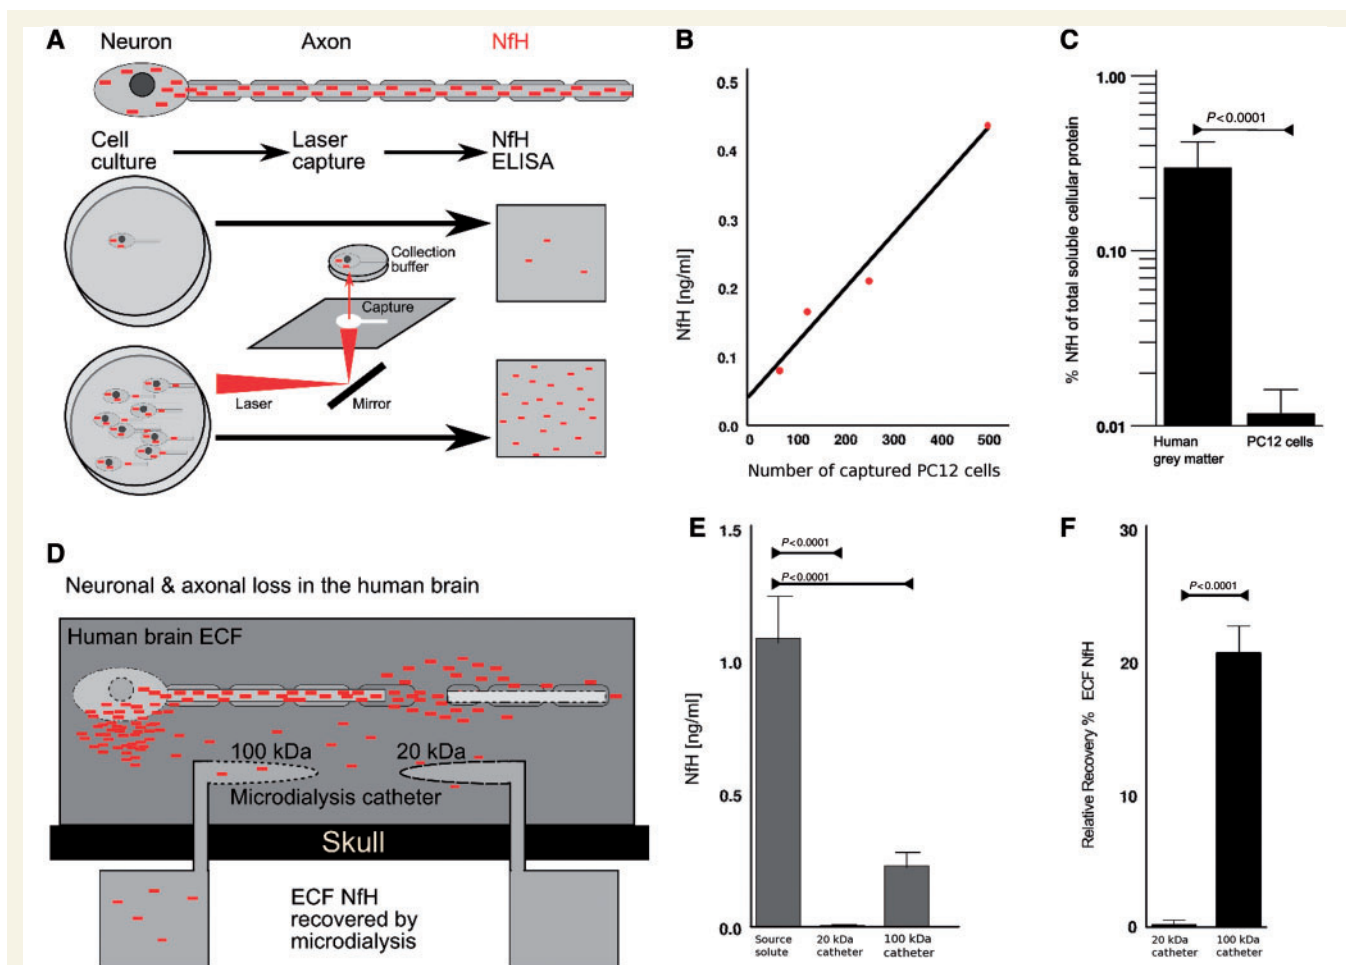 A
Neuron Axon NfH
Cell culture
Laser capture
NfH ELISA
Collection buffer
Capture
Laser
Mirror
B
NfH [ng/ml]
0.5
0.4
0.3
0.2
0.1
0.0
0 100 200 300 400 500
Number of captured PC12 cells
C
% NfH of total soluble cellular protein
1.00
0.10
0.01
P<0.0001
Human grey matter
PC12 cells
D
Neuronal & axonal loss in the human brain
Human brain ECF
100 kDa 20 kDa
Microdialysis catheter
Skull
ECF NfH
recovered by
microdialysis
E
NfH [ng/ml]
1.5
1.0
0.5
0.0
P<0.0001
P<0.0001
Source solute
20 kDa catheter
100 kDa catheter
F
Relative Recovery % ECF NfH
30
20
10
0
P<0.0001
20 kDa catheter
100 kDa catheter